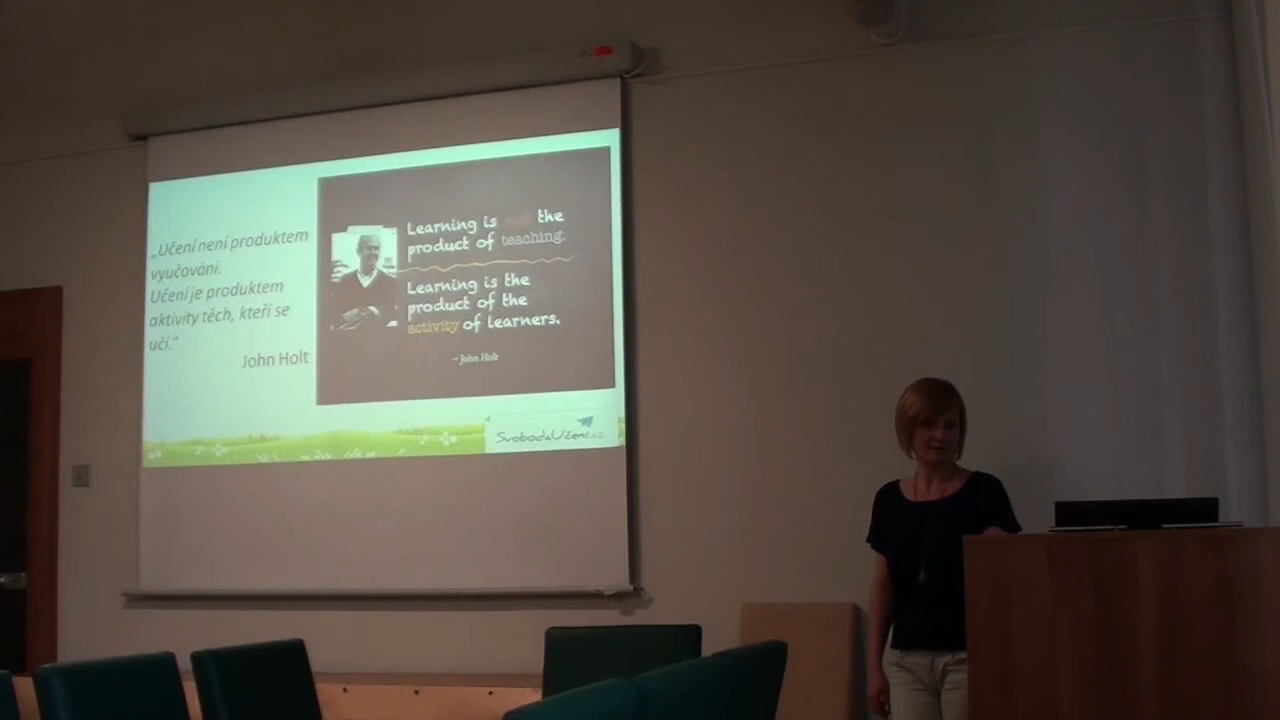 „Učení není produktem
vyučování.
Učení je produktem
aktivity těch, kteří se
učí.“
John Holt
Learning is not the
product of teaching.
Learning is the
product of the
activity of learners.
- John Holt
SvobodaUčení.cz